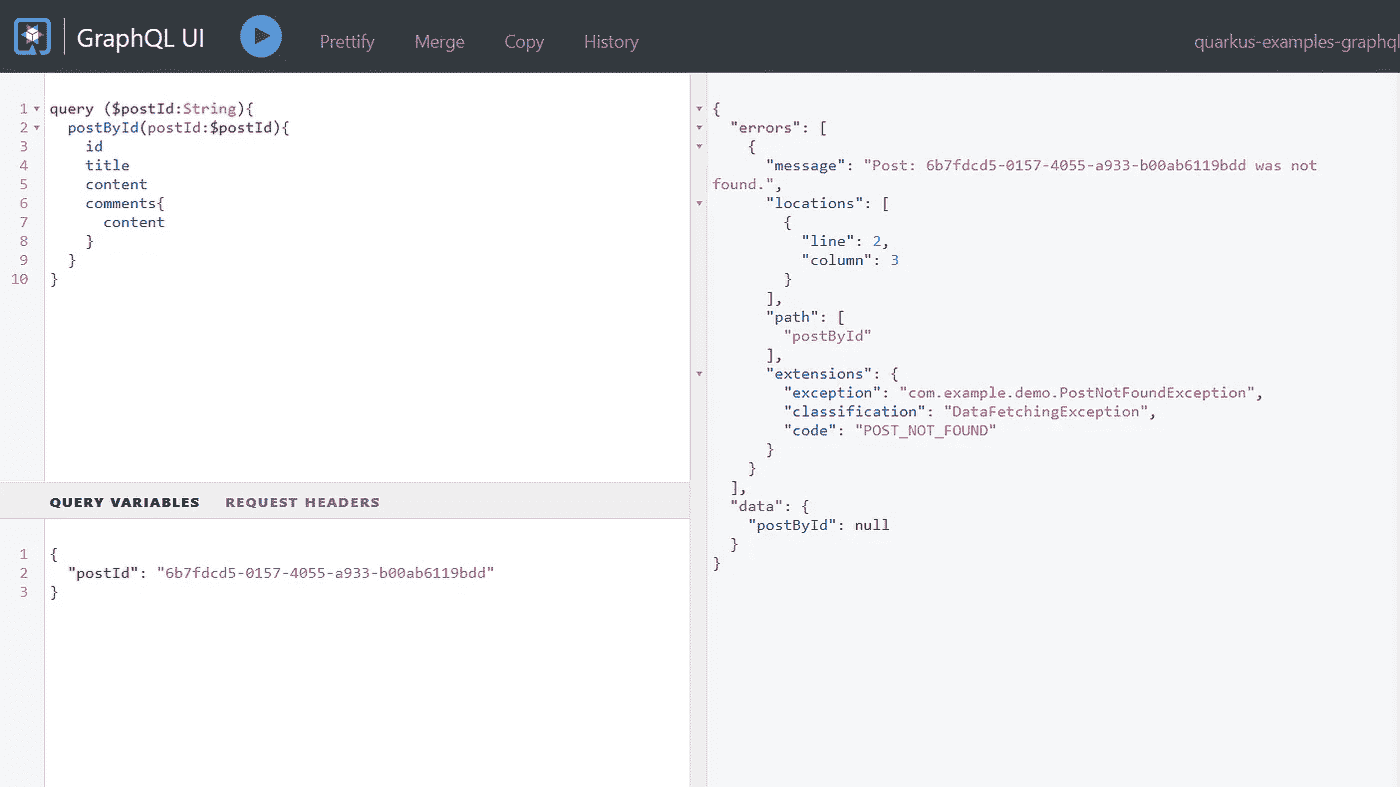 GraphQL UI
Prettify
Merge
Copy
History
quarkus-examples-graphql
1 query ($postId:String){
2 postById(postId:$postId){
3 id
4 title
5 content
6 comments{
7 content
8 }
9 }
10 }
QUERY VARIABLES
REQUEST HEADERS
1 {
2 "postId": "6b7fdcd5-0157-4055-a933-b00ab6119bdd"
3 }
{
"errors": [
{
"message": "Post: 6b7fdcd5-0157-4055-a933-b00ab6119bdd was not
found.",
"locations": [
{
"line": 2,
"column": 3
}
],
"path": [
"postById"
],
"extensions": {
"exception": "com.example.demo.PostNotFoundException",
"classification": "DataFetchingException",
"code": "POST_NOT_FOUND"
}
}
],
"data": {
"postById": null
}
}